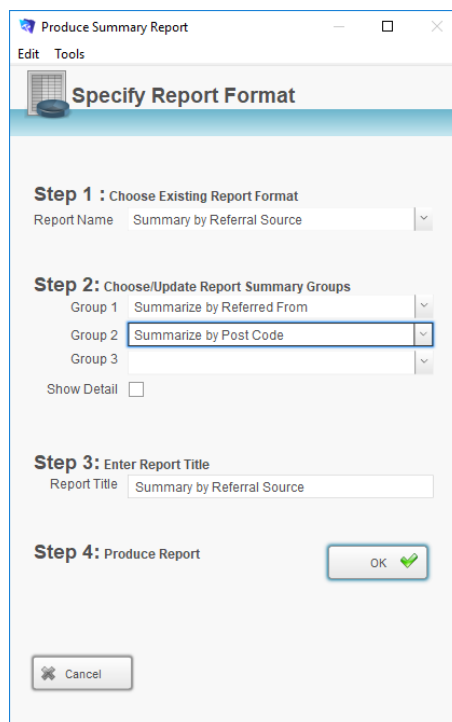 Produce Summary Report
Edit Tools
Specify Report Format
Step 1 : Choose Existing Report Format
Report Name Summary by Referral Source
Step 2: Choose/Update Report Summary Groups
Group 1 Summarize by Referred From
Group 2 Summarize by Post Code
Group 3
Show Detail
Step 3: Enter Report Title
Report Title Summary by Referral Source
Step 4: Produce Report
OK
Cancel